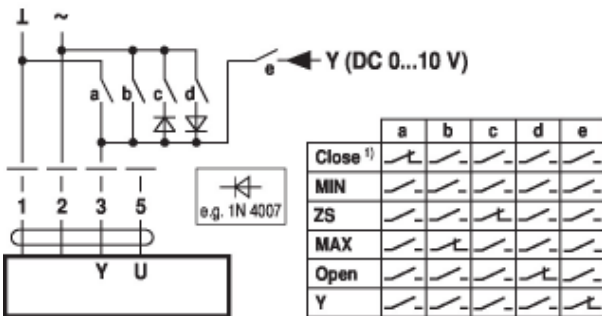 ⊥ ~
a b c d e Y (DC 0...10 V)
1 2 3 5
e.g. 1N 4007
Y U
a b c d e
Close 1)
MIN
ZS
MAX
Open
Y